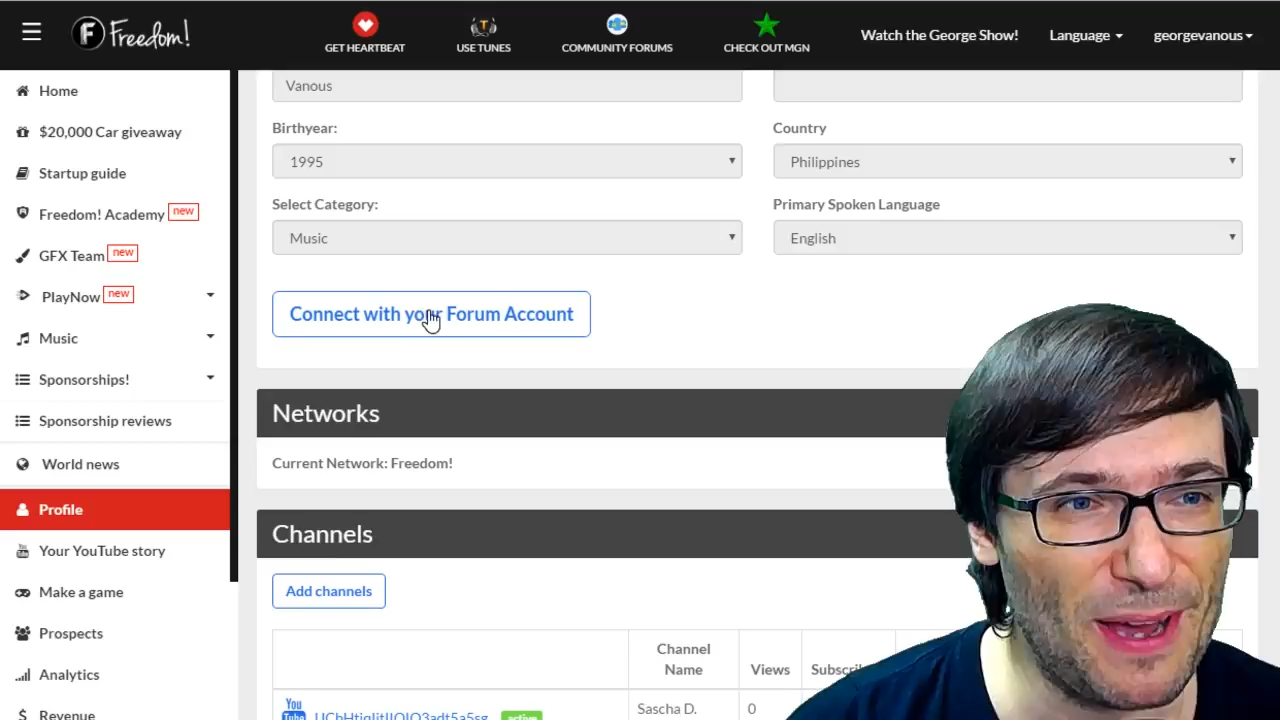 ☰ F Freedom!
GET HEARTBEAT
T
USE TUNES
COMMUNITY FORUMS
CHECK OUT MGN
Watch the George Show!
Language
georgevanous
Home
$20,000 Car giveaway
Startup guide
Freedom! Academy new
GFX Team new
PlayNow new
Music
Sponsorships!
Sponsorship reviews
World news
Profile
Your YouTube story
Make a game
Prospects
Analytics
Revenue
Vanous
Birthyear:
Country
1995
Philippines
Select Category:
Primary Spoken Language
Music
English
Connect with your Forum Account
Networks
Current Network: Freedom!
Channels
Add channels
Channel
Name
Views
You
Tube
active
Sascha D.
0